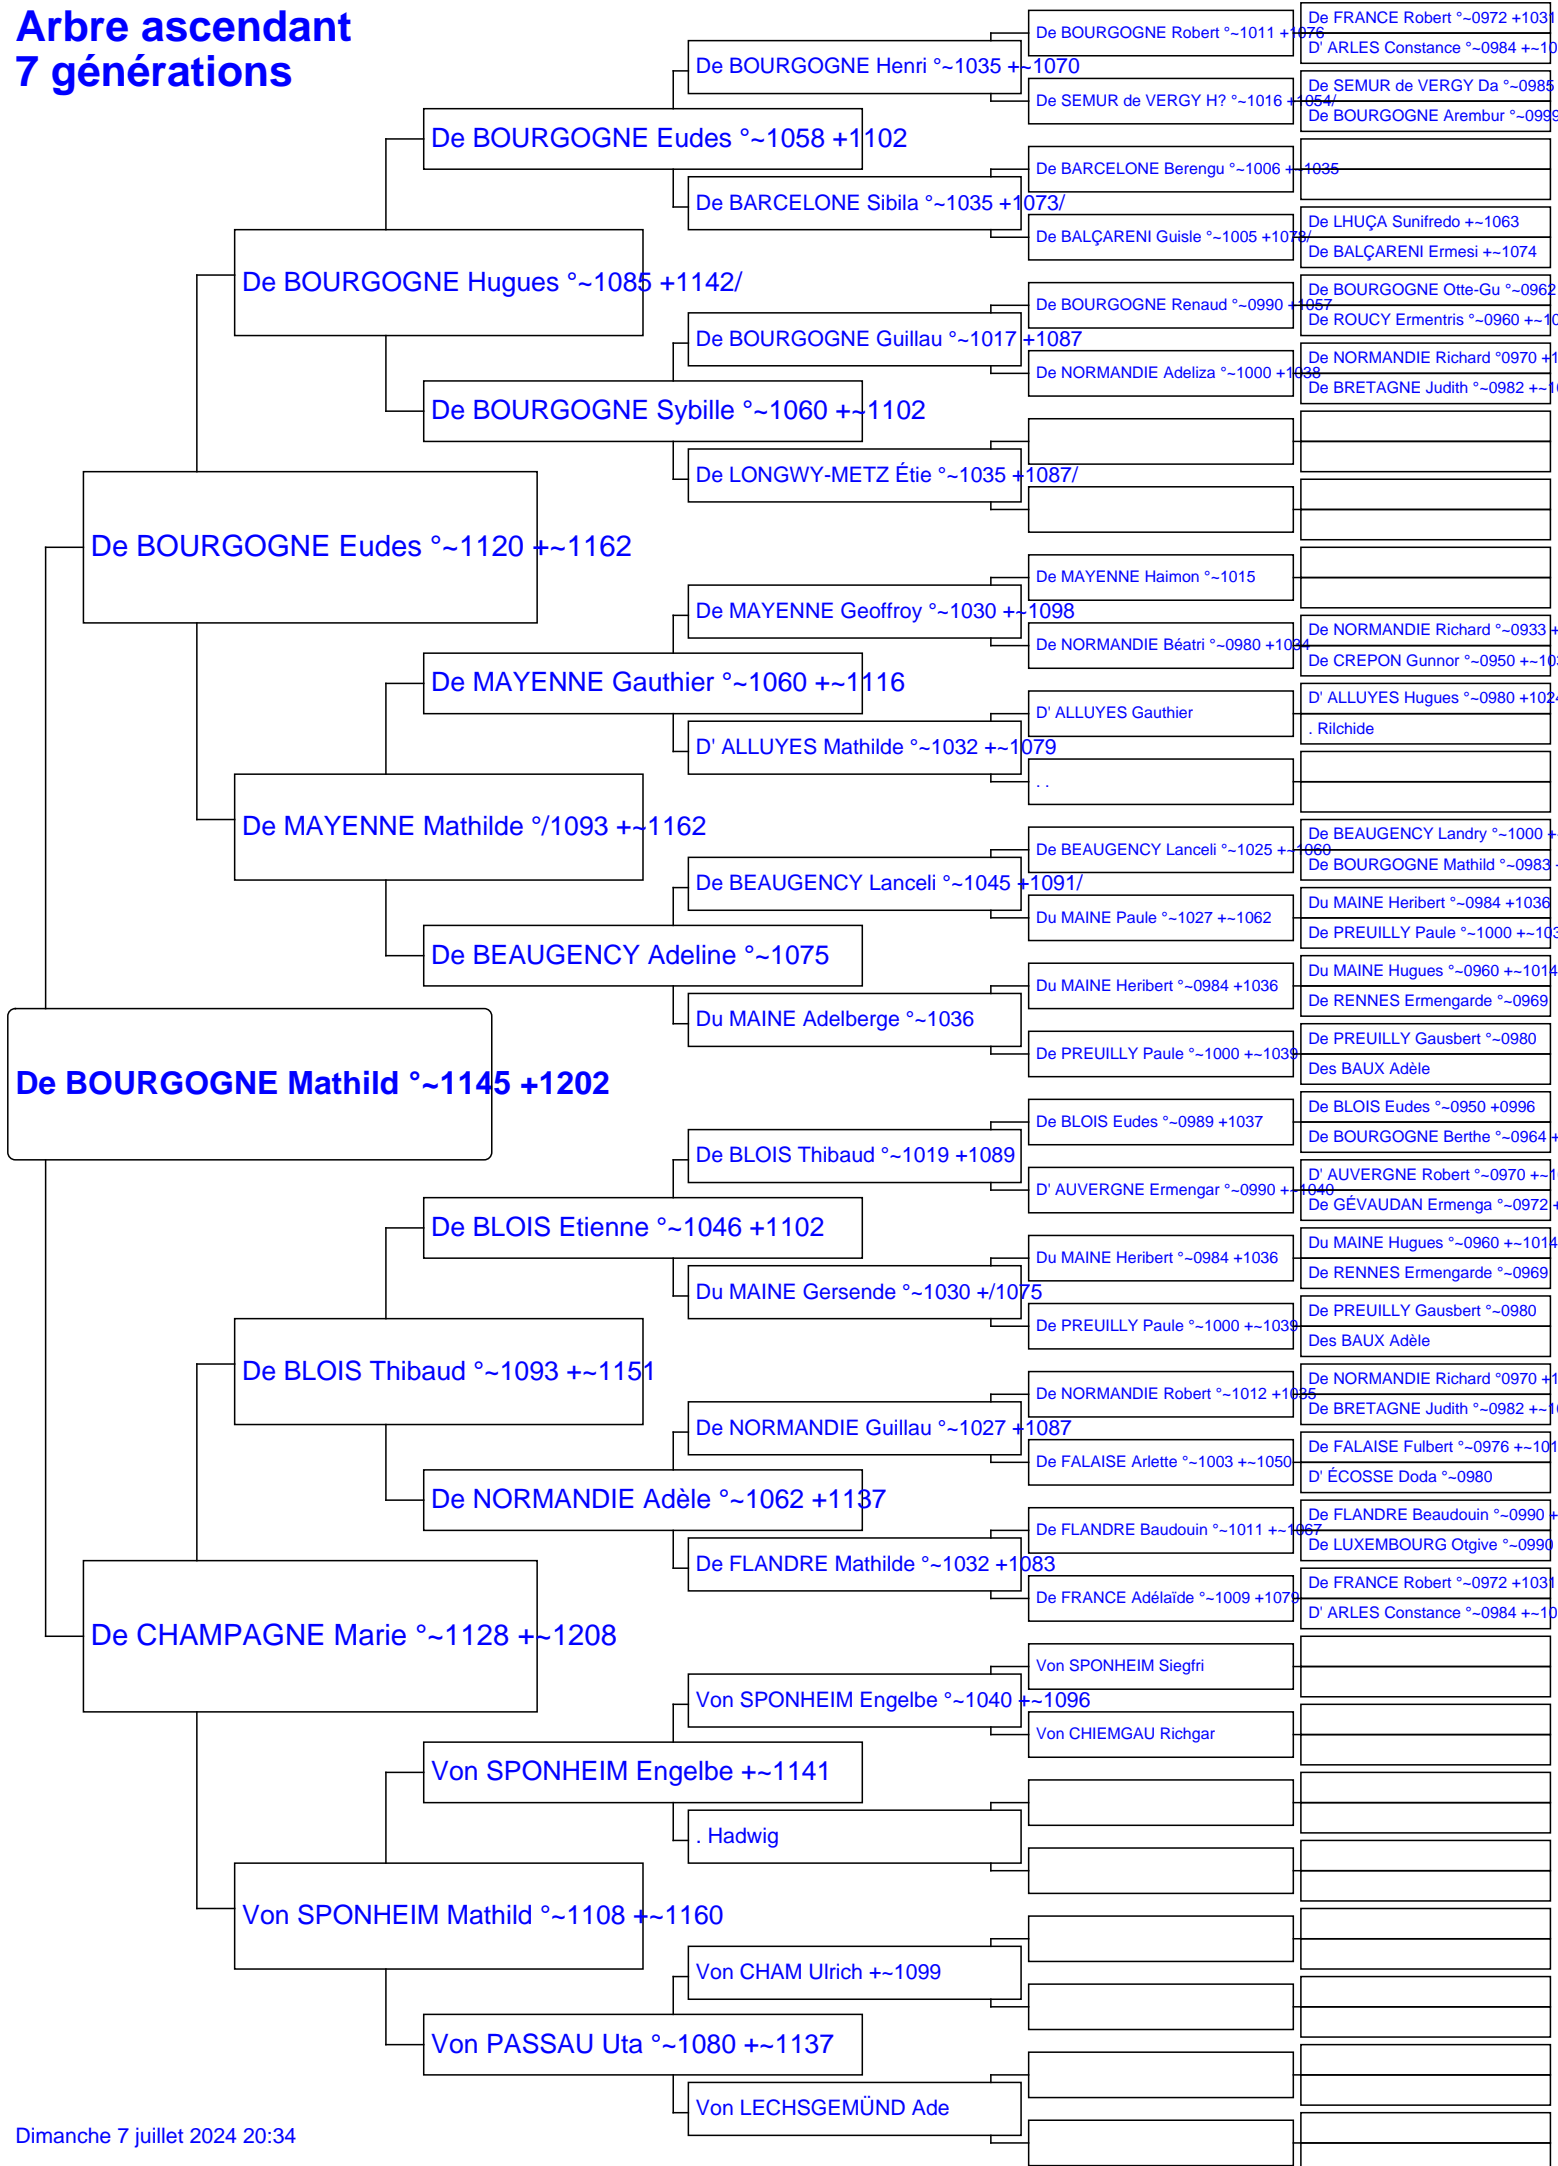 Arbre ascendant
7 générations
De BOURGOGNE Mathild °~1145 +1202
De BOURGOGNE Eudes °~1120 +~1162
De CHAMPAGNE Marie °~1128 +~1208
De BOURGOGNE Hugues °~1085 +1142/
De MAYENNE Mathilde °/1093 +~1162
De BLOIS Thibaud °~1093 +~1151
Von SPONHEIM Mathild °~1108 +~1160
De BOURGOGNE Eudes °~1058 +1102
De BOURGOGNE Sybille °~1060 +~1102
De MAYENNE Gauthier °~1060 +~1116
De BEAUGENCY Adeline °~1075
De BLOIS Etienne °~1046 +1102
De NORMANDIE Adèle °~1062 +1137
Von SPONHEIM Engelbe +~1141
Von PASSAU Uta °~1080 +~1137
De BOURGOGNE Henri °~1035 +~1070
De BARCELONE Sibila °~1035 +1073/
De BOURGOGNE Guillau °~1017 +1087
De LONGWY-METZ Étie °~1035 +1087/
De MAYENNE Geoffroy °~1030 +~1098
D' ALLUYES Mathilde °~1032 +~1079
De BEAUGENCY Lanceli °~1045 +1091/
Du MAINE Adelberge °~1036
De BLOIS Thibaud °~1019 +1089
Du MAINE Gersende °~1030 +/1075
De NORMANDIE Guillau °~1027 +1087
De FLANDRE Mathilde °~1032 +1083
Von SPONHEIM Engelbe °~1040 +~1096
. Hadwig
Von CHAM Ulrich +~1099
Von LECHSGEMÜND Ade
De BOURGOGNE Robert °~1011 +1076
De SEMUR de VERGY H? °~1016 +1054/
De BARCELONE Berengu °~1006 +~1035
De BALÇARENI Guisle °~1005 +1078/
De BOURGOGNE Renaud °~0990 +1057
De NORMANDIE Adeliza °~1000 +1038
De MAYENNE Haimon °~1015
De NORMANDIE Béatri °~0980 +1034
D' ALLUYES Gauthier
. .
De BEAUGENCY Lanceli °~1025 +~1060
Du MAINE Paule °~1027 +~1062
Du MAINE Heribert °~0984 +1036
De PREUILLY Paule °~1000 +~1039
De BLOIS Eudes °~0989 +1037
D' AUVERGNE Ermengar °~0990 +~1040
Du MAINE Heribert °~0984 +1036
De PREUILLY Paule °~1000 +~1039
De NORMANDIE Robert °~1012 +1035
De FALAISE Arlette °~1003 +~1050
De FLANDRE Baudouin °~1011 +~1067
De FRANCE Adélaïde °~1009 +1079
Von SPONHEIM Siegfri
Von CHIEMGAU Richgar
De FRANCE Robert °~0972 +1031
D' ARLES Constance °~0984 +~10
De SEMUR de VERGY Da °~0985
De BOURGOGNE Arembur °~0999
De LHUÇA Sunifredo +~1063
De BALÇARENI Ermesi +~1074
De BOURGOGNE Otte-Gu °~0962
De ROUCY Ermentris °~0960 +~10
De NORMANDIE Richard °0970 +1
De BRETAGNE Judith °~0982 +~10
De NORMANDIE Richard °~0933 +
De CREPON Gunnor °~0950 +~103
D' ALLUYES Hugues °~0980 +1024
. Rilchide
De BEAUGENCY Landry °~1000 +
De BOURGOGNE Mathild °~0983 +
Du MAINE Heribert °~0984 +1036
De PREUILLY Paule °~1000 +~103
Du MAINE Hugues °~0960 +~1014
De RENNES Ermengarde °~0969
De PREUILLY Gausbert °~0980
Des BAUX Adèle
De BLOIS Eudes °~0950 +0996
De BOURGOGNE Berthe °~0964 +
D' AUVERGNE Robert °~0970 +~1
De GÉVAUDAN Ermenga °~0972 +
Du MAINE Hugues °~0960 +~1014
De RENNES Ermengarde °~0969
De PREUILLY Gausbert °~0980
Des BAUX Adèle
De NORMANDIE Richard °0970 +1
De BRETAGNE Judith °~0982 +~10
De FALAISE Fulbert °~0976 +~101
D' ÉCOSSE Doda °~0980
De FLANDRE Beaudouin °~0990 +
De LUXEMBOURG Otgive °~0990
De FRANCE Robert °~0972 +1031
D' ARLES Constance °~0984 +~10
Dimanche 7 juillet 2024 20:34